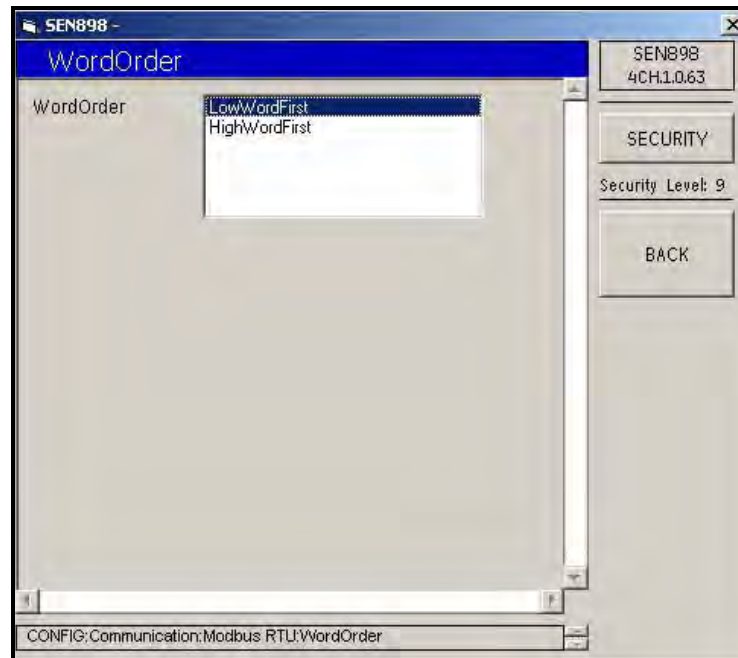 SEN898 -
WordOrder
SEN898
4CH.1.0.63
WordOrder
LowWordFirst
HighWordFirst
SECURITY
Security Level: 9
BACK
CONFIG:Communication:Modbus RTU:WordOrder